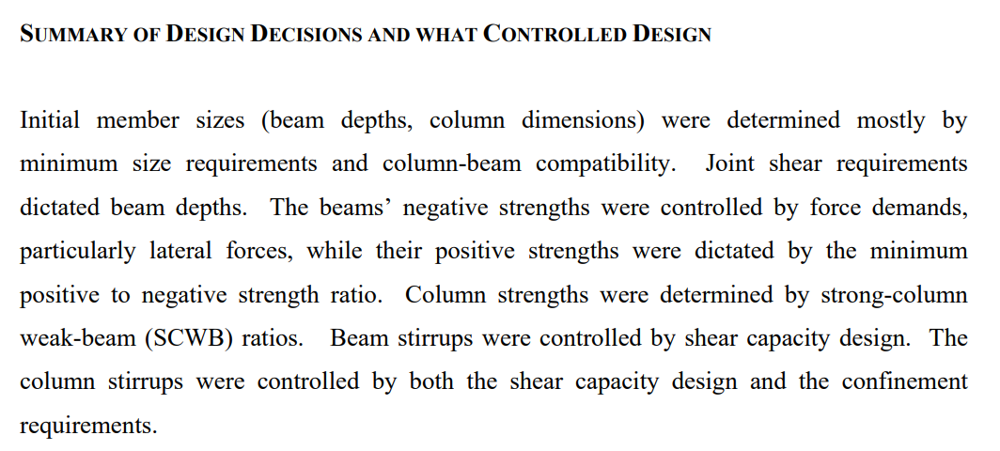 SUMMARY OF DESIGN DECISIONS AND WHAT CONTROLLED DESIGN
Initial member sizes (beam depths, column dimensions) were determined mostly by
minimum size requirements and column-beam compatibility. Joint shear requirements
dictated beam depths. The beams’ negative strengths were controlled by force demands,
particularly lateral forces, while their positive strengths were dictated by the minimum
positive to negative strength ratio. Column strengths were determined by strong-column
weak-beam (SCWB) ratios. Beam stirrups were controlled by shear capacity design. The
column stirrups were controlled by both the shear capacity design and the confinement
requirements.